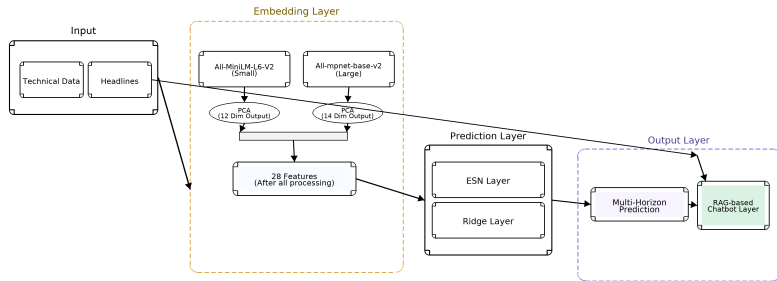 Embedding Layer
Input
All-MiniLM-L6-V2
(Small)
All-mpnet-base-v2
(Large)
Technical Data
Headlines
PCA
(12 Dim Output)
PCA
(14 Dim Output)
Prediction Layer
Output Layer
28 Features
(After all processing)
ESN Layer
Ridge Layer
Multi-Horizon
Prediction
RAG-based
Chatbot Layer